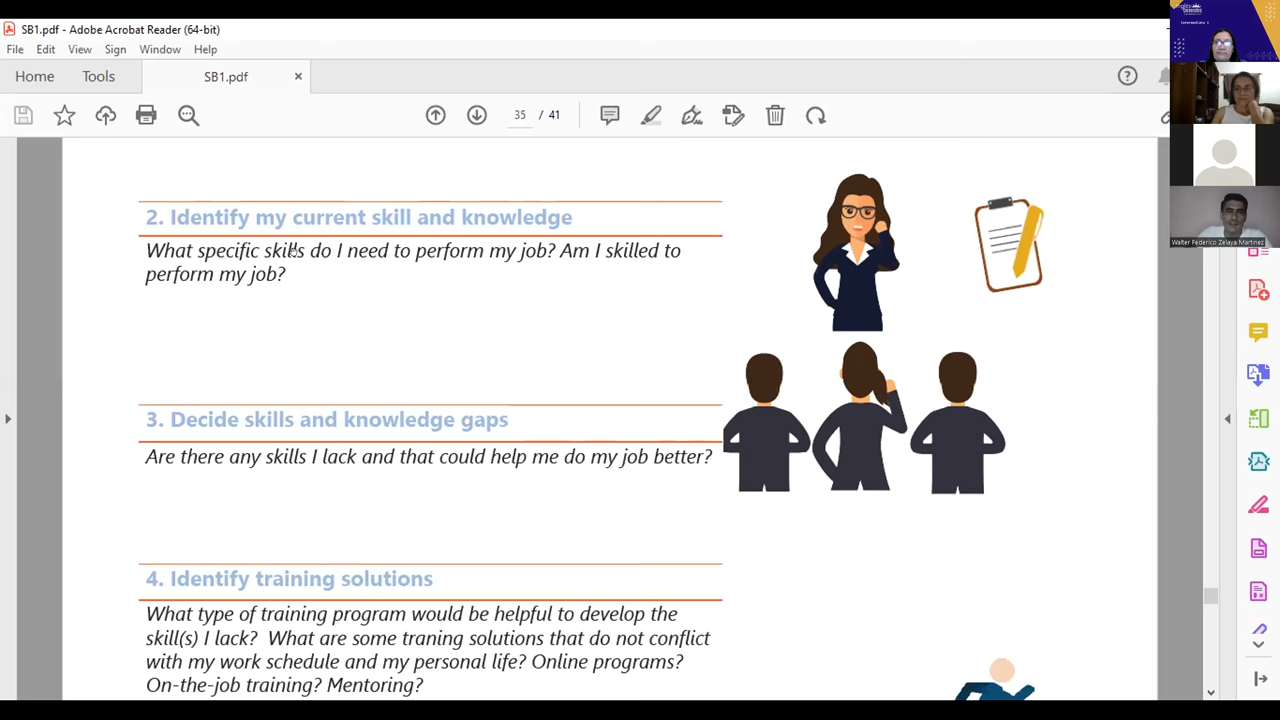 SB1.pdf - Adobe Acrobat Reader (64-bit)
File Edit View Sign Window Help
Home Tools SB1.pdf ×
35 / 41
2. Identify my current skill and knowledge
What specific skills do I need to perform my job? Am I skilled to
perform my job?
3. Decide skills and knowledge gaps
Are there any skills I lack and that could help me do my job better?
4. Identify training solutions
What type of training program would be helpful to develop the
skill(s) I lack? What are some traning solutions that do not conflict
with my work schedule and my personal life? Online programs?
On-the-job training? Mentoring?
Intermediate 1
Walter Federico Zelaya Martinez